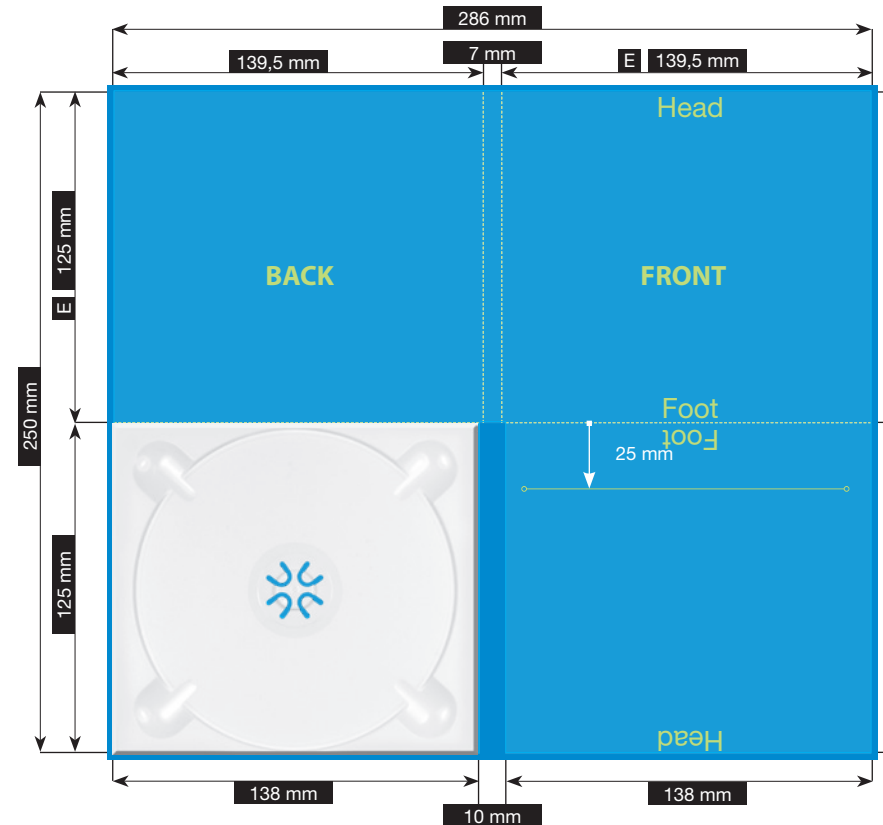 286 mm
7 mm
139,5 mm
E 139,5 mm
Head
125 mm
E
BACK
FRONT
250 mm
Foot
Foot
25 mm
125 mm
Head
138 mm
138 mm
10 mm